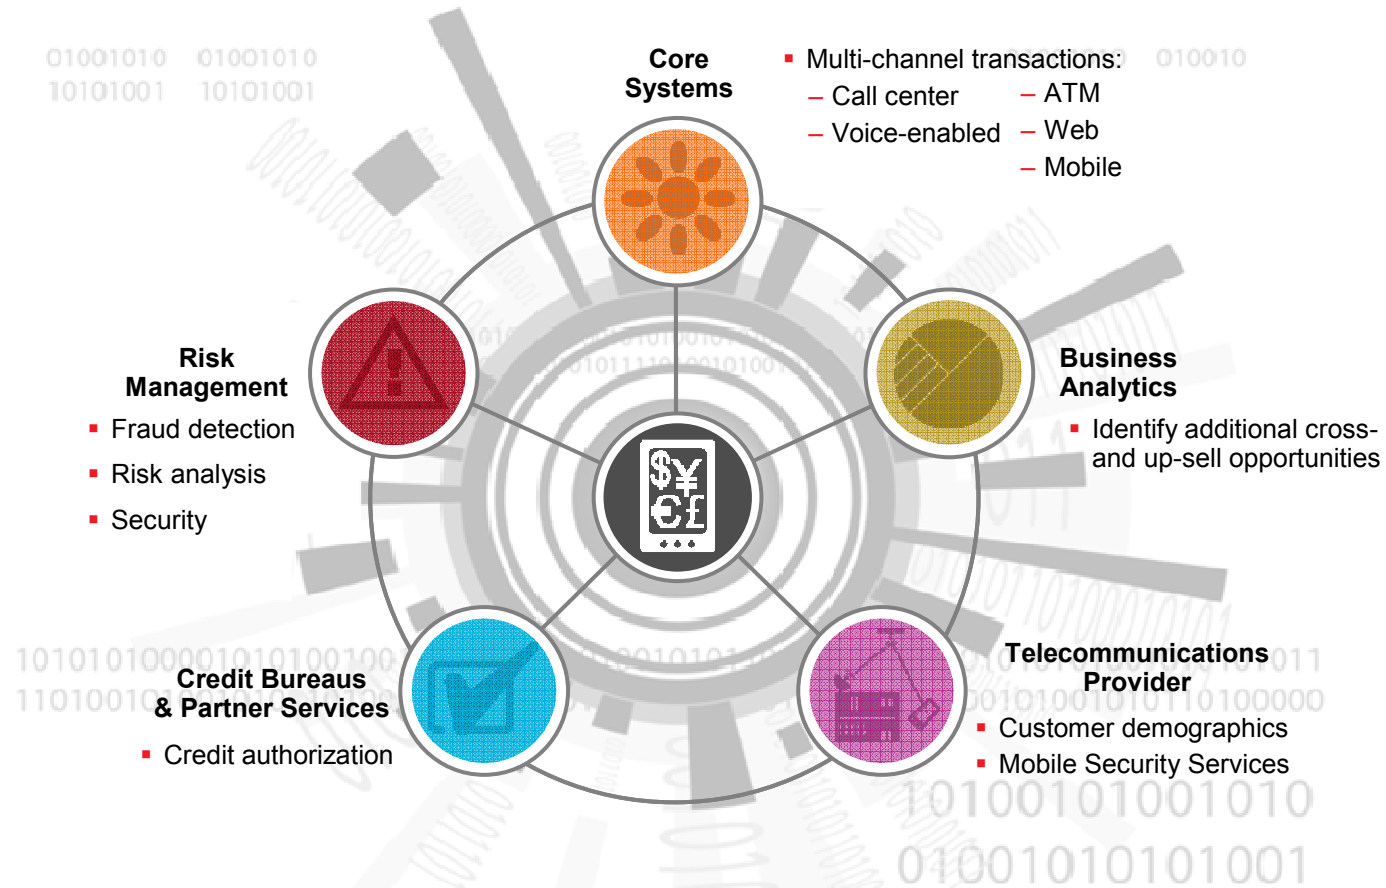 01001010 01001010
10101001 10101001
Core
Systems
▪ Multi-channel transactions:
– Call center
– Voice-enabled
– ATM
– Web
– Mobile
010010
Risk
Management
▪ Fraud detection
▪ Risk analysis
▪ Security
Business
Analytics
▪ Identify additional cross-
and up-sell opportunities
$¥
€£
Credit Bureaus
& Partner Services
▪ Credit authorization
Telecommunications
Provider
▪ Customer demographics
▪ Mobile Security Services
10100101001010
01001010101001